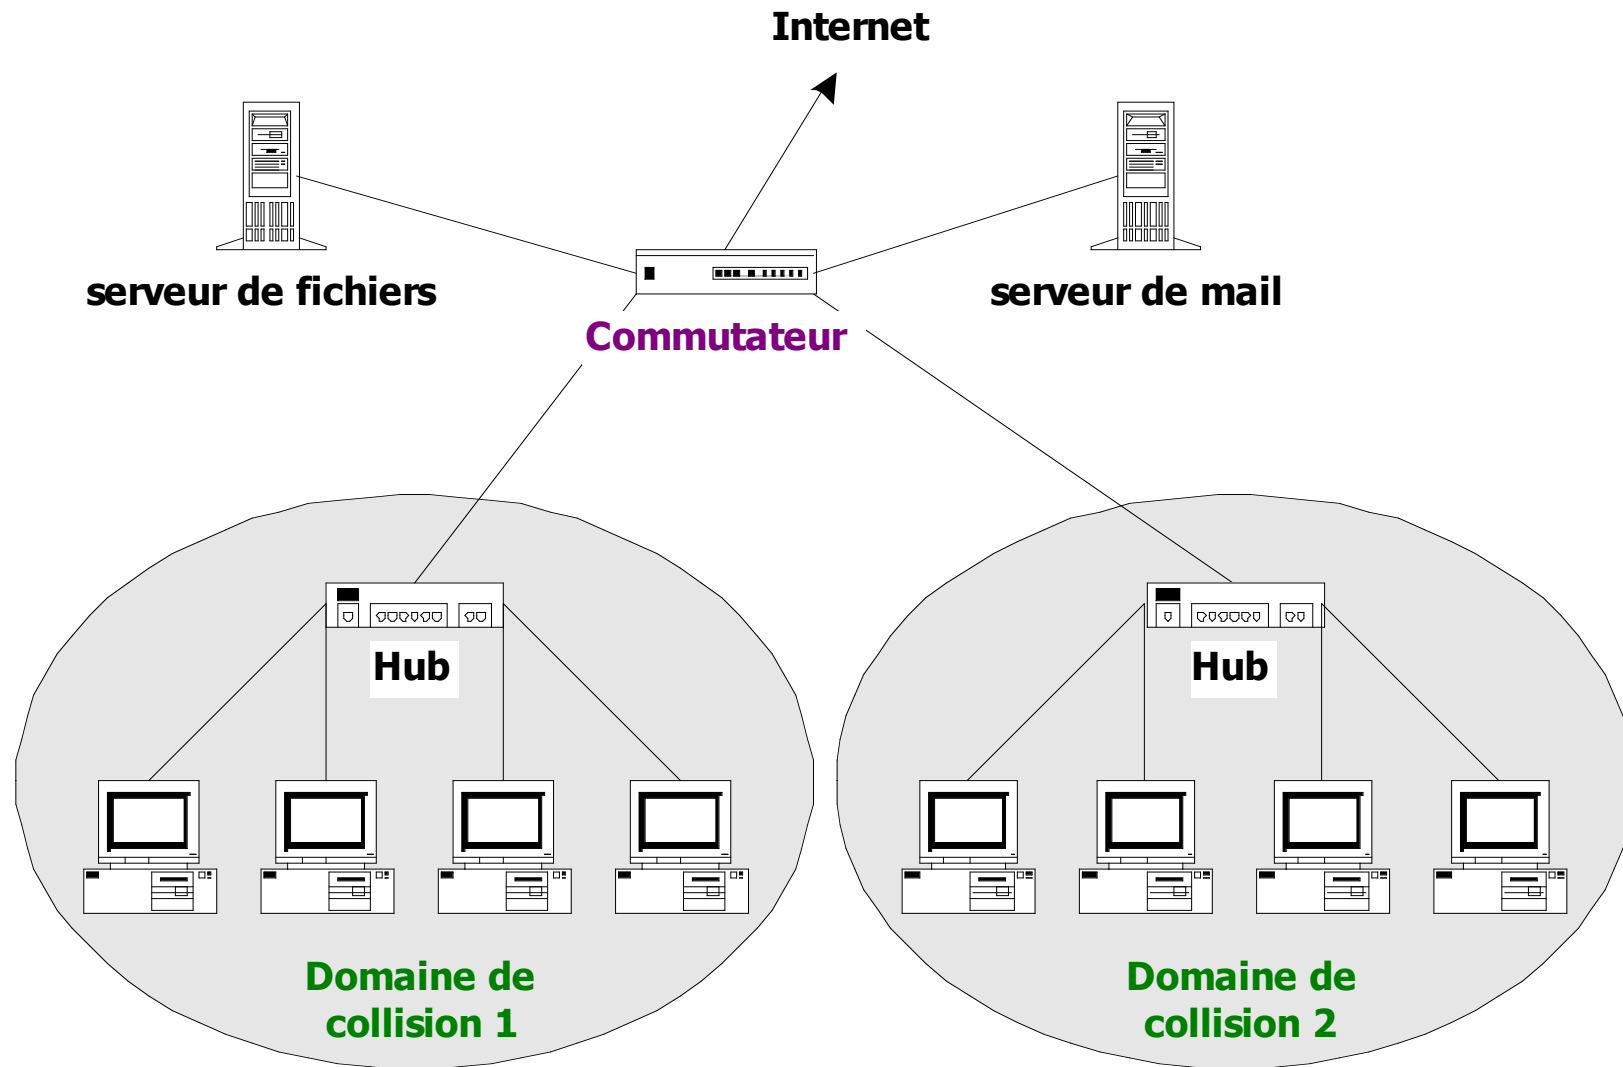 Internet
serveur de fichiers
serveur de mail
Commutateur
Hub
Hub
Domaine de
collision 1
Domaine de
collision 2